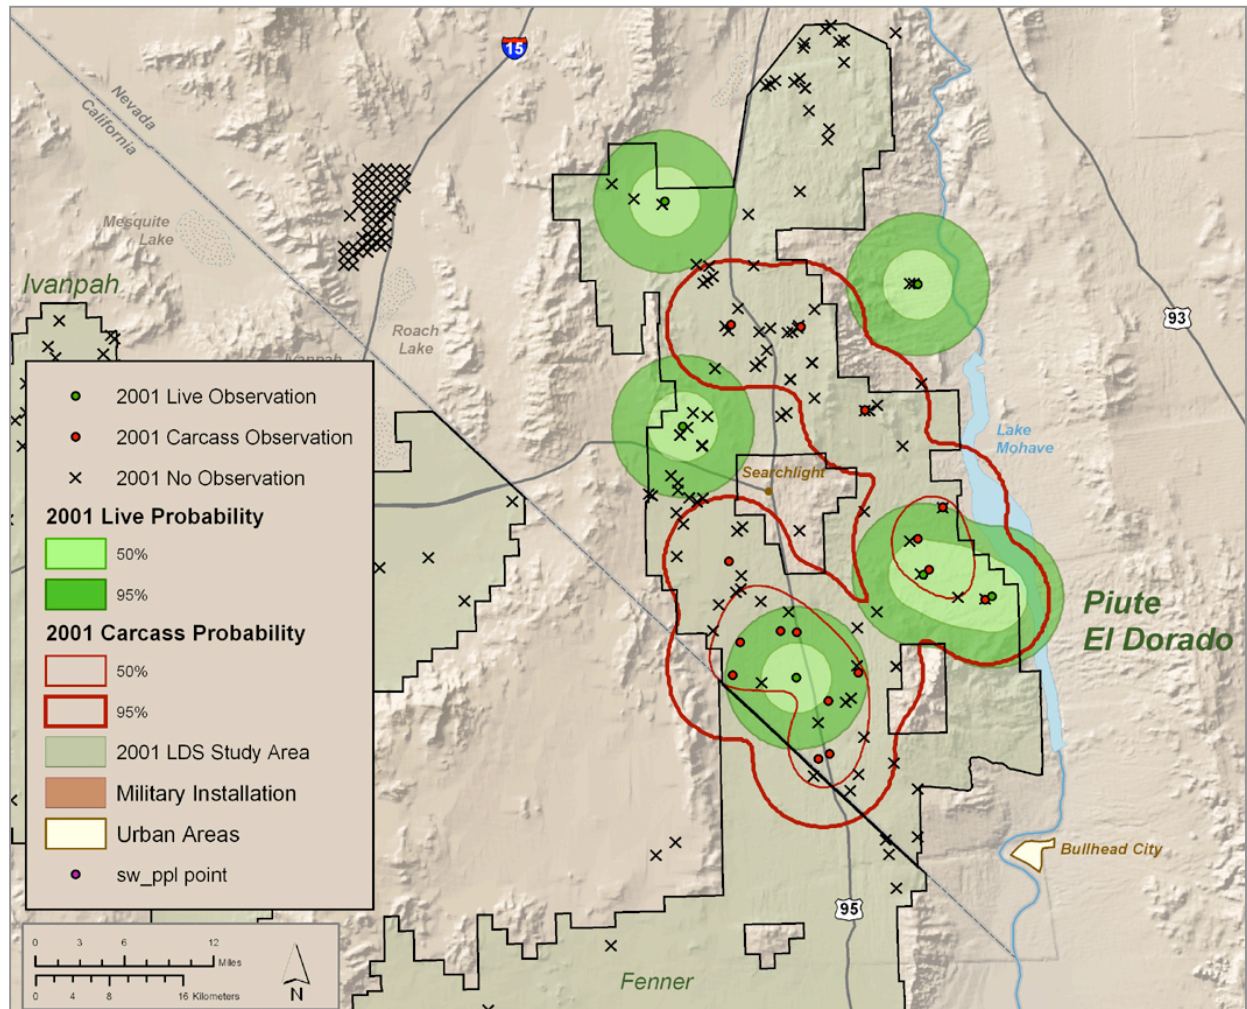 15
Nevada
California
Mesquite
Lake
Ivanpah
Roach
Lake
Ivanpah
93
2001 Live Observation
2001 Carcass Observation
2001 No Observation
2001 Live Probability
50%
95%
2001 Carcass Probability
50%
95%
2001 LDS Study Area
Military Installation
Urban Areas
sw_ppl point
Lake
Mohave
Searchlight
Piute
El Dorado
Bullhead City
95
Fenner
0 3 6 12
Miles
0 4 8 16 Kilometers
N